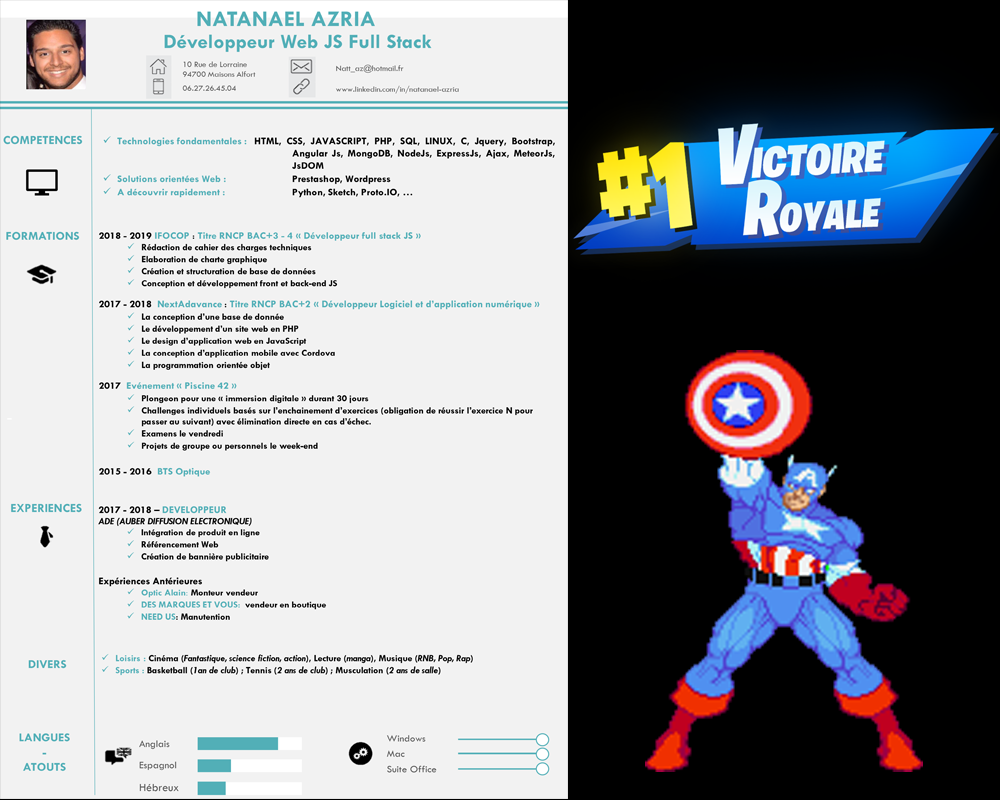 NATANAEL AZRIA
Développeur Web JS Full Stack
10 Rue de Lorraine
94700 Maisons Alfort
06.27.26.45.04
Natt_az@hotmail.fr
www.linkedin.com/in/natanael-azria
COMPETENCES
Technologies fondamentales : HTML, CSS, JAVASCRIPT, PHP, SQL, LINUX, C, Jquery, Bootstrap,
Angular Js, MongoDB, NodeJs, ExpressJs, Ajax, MeteorJs,
JsDOM
Solutions orientées Web : Prestashop, Wordpress
A découvrir rapidement : Python, Sketch, Proto.IO, ...
FORMATIONS
2018 - 2019 IFOCOP : Titre RNCP BAC+3 - 4 « Développeur full stack JS »
Rédaction de cahier des charges techniques
Elaboration de charte graphique
Création et structuration de base de données
Conception et développement front et back-end JS
2017 - 2018 NextAdavance : Titre RNCP BAC+2 « Développeur Logiciel et d'application numérique »
La conception d'une base de donnée
Le développement d'un site web en PHP
Le design d'application web en JavaScript
La conception d'application mobile avec Cordova
La programmation orientée objet
2017 Evénement « Piscine 42 »
Plongeon pour une « immersion digitale » durant 30 jours
Challenges individuels basés sur l'enchainement d'exercices (obligation de réussir l'exercice N pour
passer au suivant) avec élimination directe en cas d'échec.
Examens le vendredi
Projets de groupe ou personnels le week-end
2015 - 2016 BTS Optique
EXPERIENCES
2017 - 2018 – DEVELOPPEUR
ADE (AUBER DIFFUSION ELECTRONIQUE)
Intégration de produit en ligne
Référencement Web
Création de bannière publicitaire
Expériences Antérieures
Optic Alain: Monteur vendeur
DES MARQUES ET VOUS: vendeur en boutique
NEED US: Manutention
DIVERS
Loisirs : Cinéma (Fantastique, science fiction, action), Lecture (manga), Musique (RNB, Pop, Rap)
Sports : Basketball (1an de club) ; Tennis (2 ans de club) ; Musculation (2 ans de salle)
LANGUES
-
ATOUTS
Anglais
Espagnol
Hébreux
Windows
Mac
Suite Office
#1 VICTOIRE
ROYALE